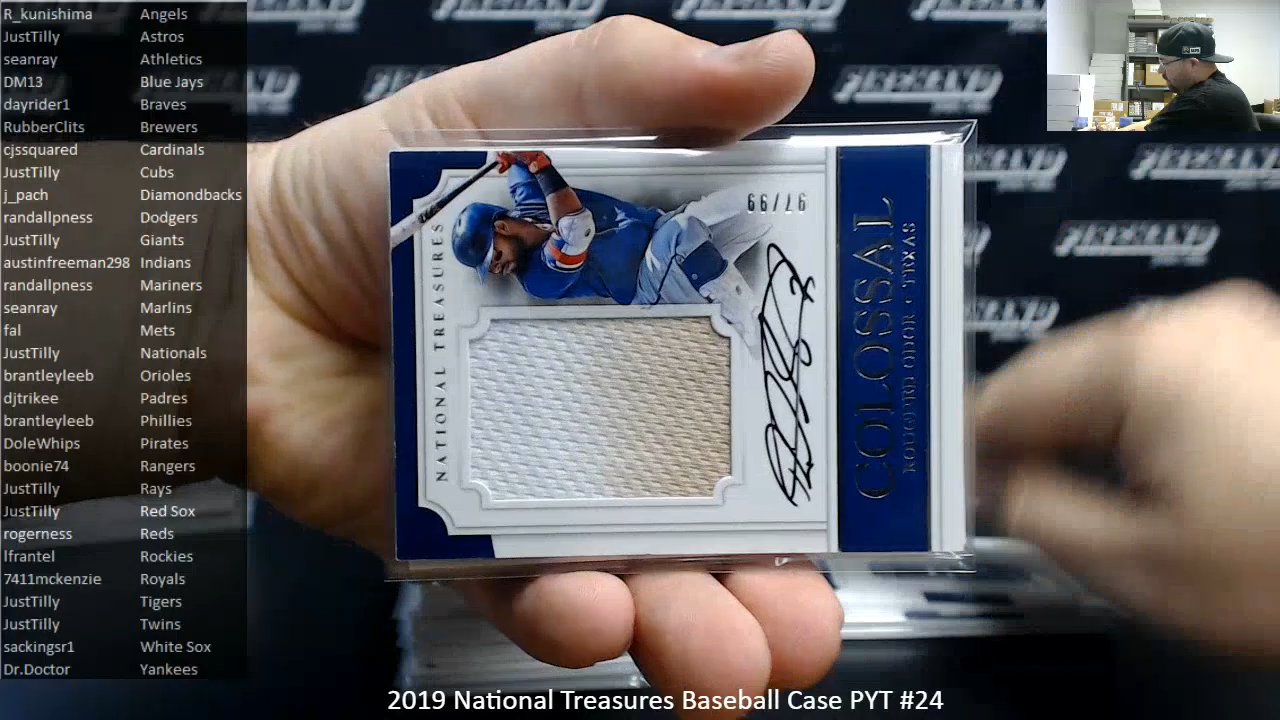 R_kunishima Angels
JustTilly Astros
seanray Athletics
DM13 Blue Jays
dayrider1 Braves
RubberClits Brewers
cjssquared Cardinals
JustTilly Cubs
j_pach Diamondbacks
randallpness Dodgers
JustTilly Giants
austinfreeman298 Indians
randallpness Mariners
seanray Marlins
fal Mets
JustTilly Nationals
brantleyleeb Orioles
djtrikee Padres
brantleyleeb Phillies
DoleWhips Pirates
boonie74 Rangers
JustTilly Rays
JustTilly Red Sox
rogerness Reds
lfrantel Rockies
7411mckenzie Royals
JustTilly Tigers
JustTilly Twins
sackingsr1 White Sox
Dr.Doctor Yankees
NATIONAL TREASURES
97/99
COLOSSAL
ROUGNED ODOR • TEXAS
FIREHAND
2019 National Treasures Baseball Case PYT #24